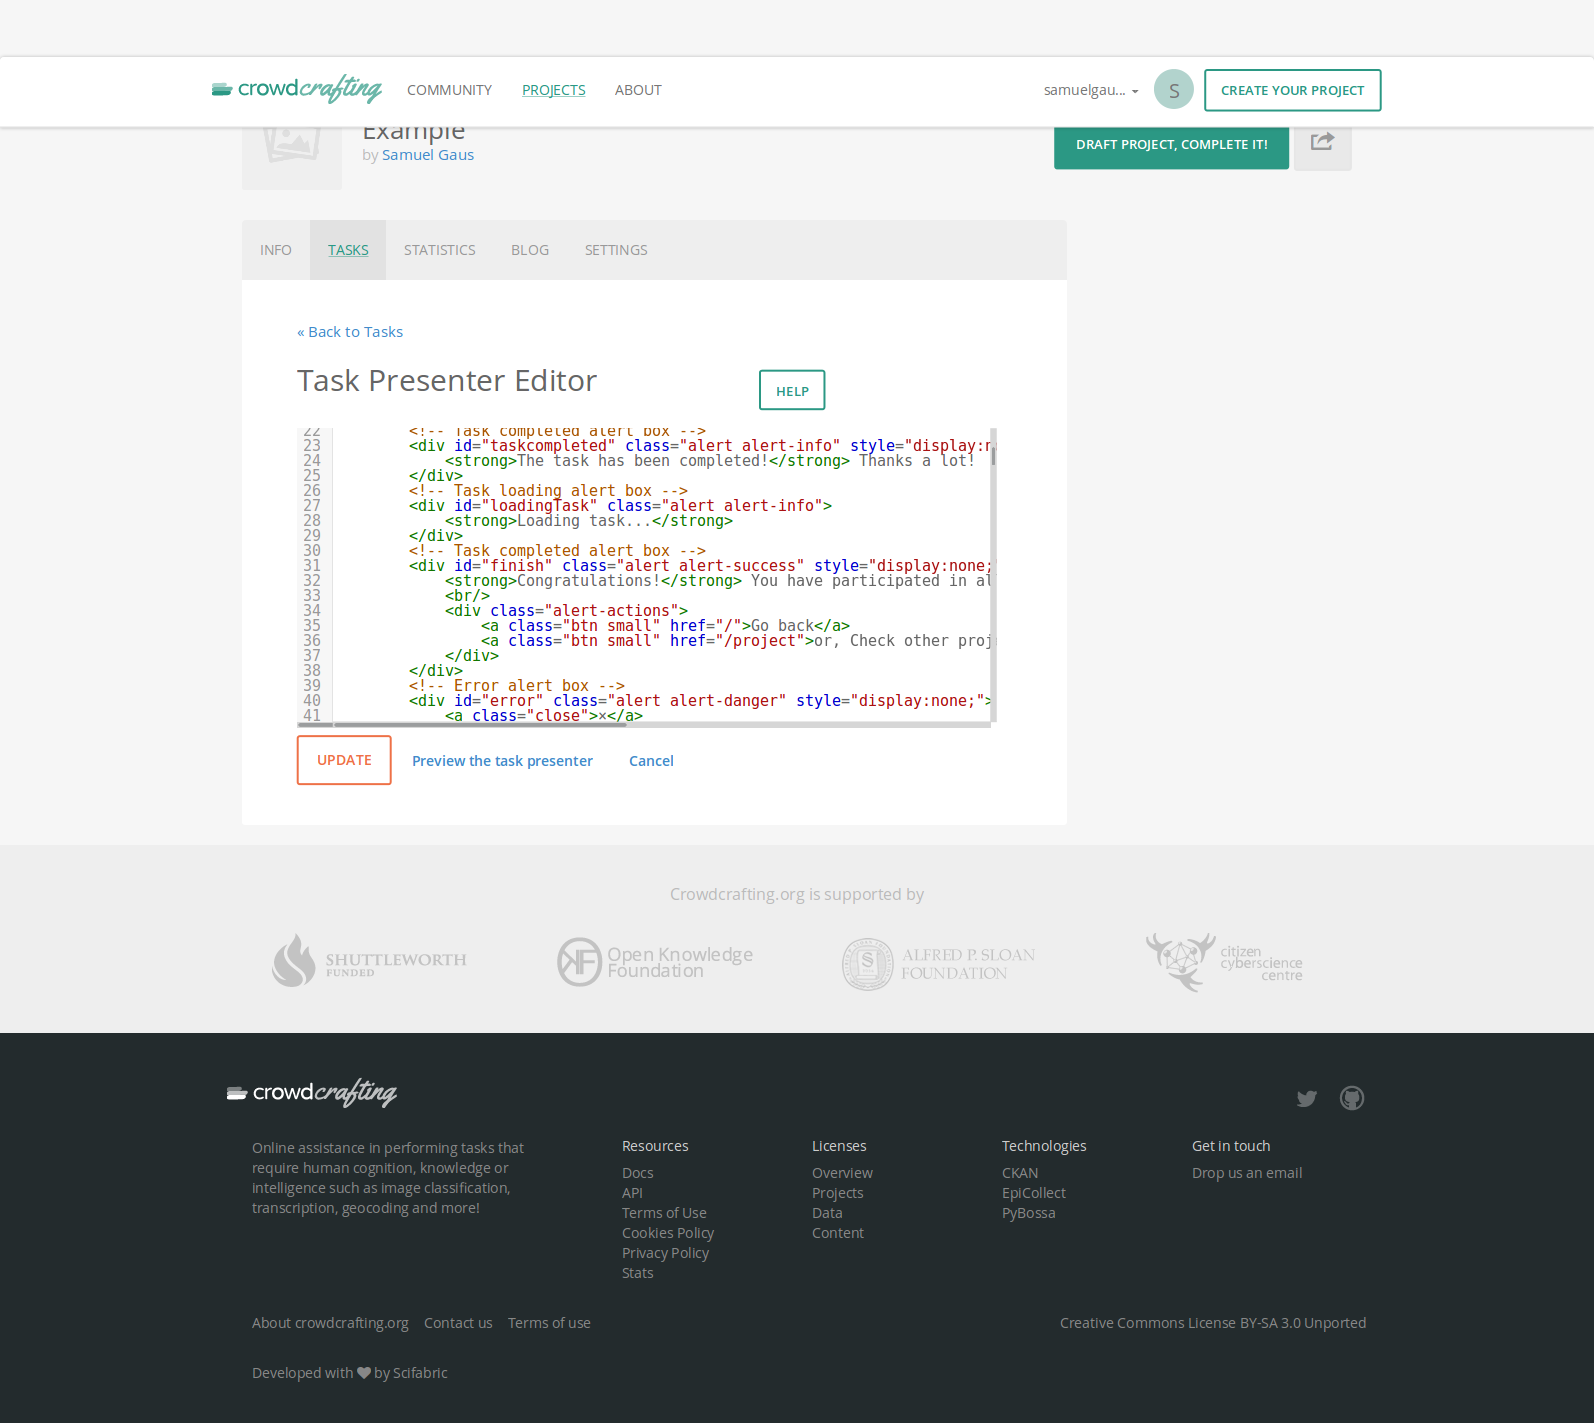 crowdcrafting COMMUNITY PROJECTS ABOUT samuelgau... S CREATE YOUR PROJECT
Example
by Samuel Gaus
DRAFT PROJECT, COMPLETE IT!
INFO TASKS STATISTICS BLOG SETTINGS
« Back to Tasks
Task Presenter Editor
HELP
22 <!-- Task completed alert box -->
23 <div id="taskcompleted" class="alert alert-info" style="display:n
24 <strong>The task has been completed!</strong> Thanks a lot!
25 </div>
26 <!-- Task loading alert box -->
27 <div id="loadingTask" class="alert alert-info">
28 <strong>Loading task...</strong>
29 </div>
30 <!-- Task completed alert box -->
31 <div id="finish" class="alert alert-success" style="display:none;"
32 <strong>Congratulations!</strong> You have participated in al
33 <br/>
34 <div class="alert-actions">
35 <a class="btn small" href="/">Go back</a>
36 <a class="btn small" href="/project">or, Check other proj
37 </div>
38 </div>
39 <!-- Error alert box -->
40 <div id="error" class="alert alert-danger" style="display:none;">
41 <a class="close">×</a>
UPDATE Preview the task presenter Cancel
Crowdcrafting.org is supported by
SHUTTLEWORTH
FUNDED
Open Knowledge
Foundation
ALFRED P. SLOAN
FOUNDATION
citizen
cyberscience
centre
crowdcrafting
Online assistance in performing tasks that
require human cognition, knowledge or
intelligence such as image classification,
transcription, geocoding and more!
Resources
Docs
API
Terms of Use
Cookies Policy
Privacy Policy
Stats
Licenses
Overview
Projects
Data
Content
Technologies
CKAN
EpiCollect
PyBossa
Get in touch
Drop us an email
About crowdcrafting.org Contact us Terms of use
Creative Commons License BY-SA 3.0 Unported
Developed with ♥ by Scifabric